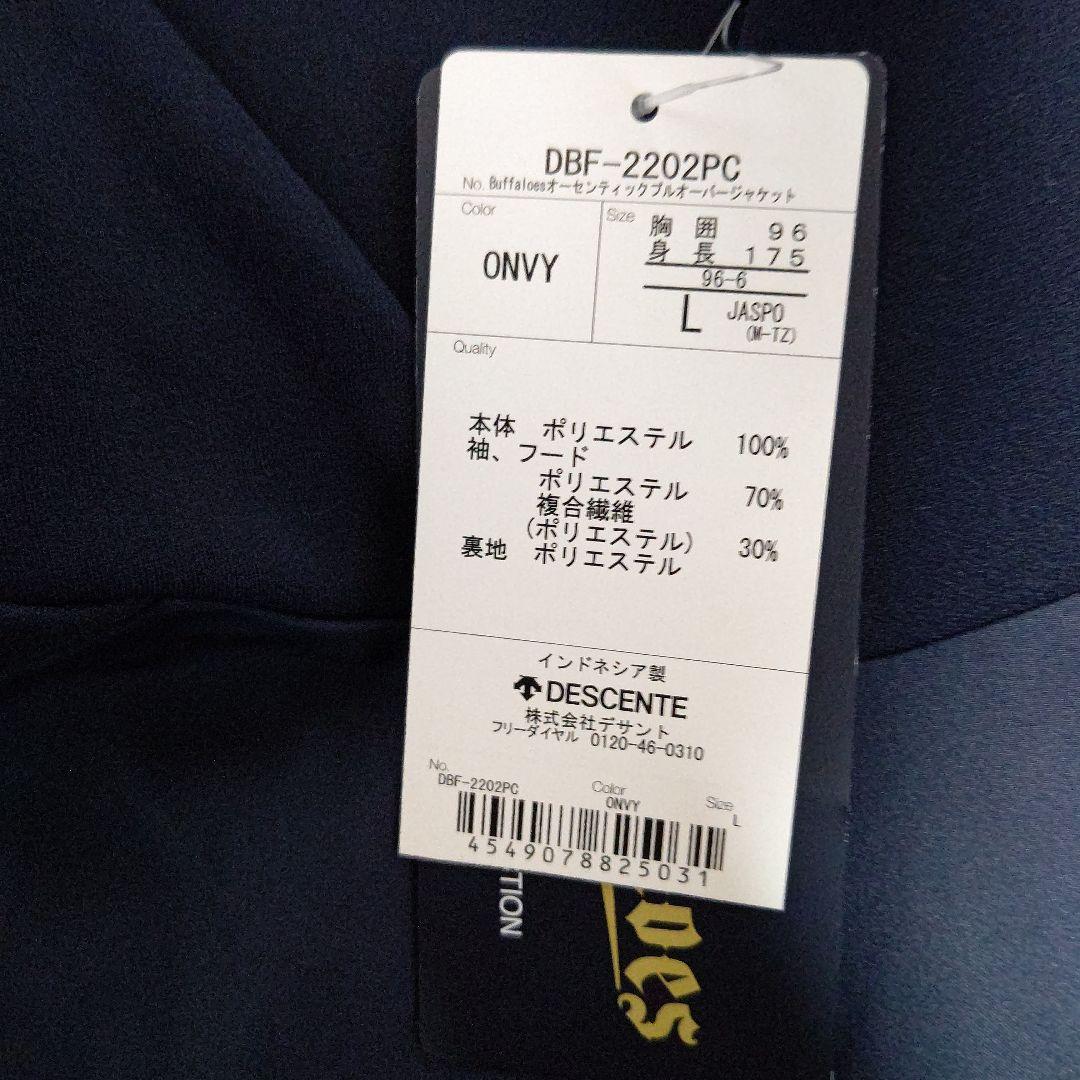 DBF-2202PC
No. Buffaloesオーセンティックプルオーバージャケット
Color
ONVY
Size
胸 囲 96
身 長 175
96-6
L JASPO
(M-TZ)
Quality
本体 ポリエステル 100%
袖、フード
ポリエステル 70%
複合繊維
(ポリエステル) 30%
裏地 ポリエステル
インドネシア製
DESCENTE
株式会社デサント
フリーダイヤル 0120-46-0310
No.
DBF-2202PC
Color
ONVY
Size
L
4549078825031
TION
oes